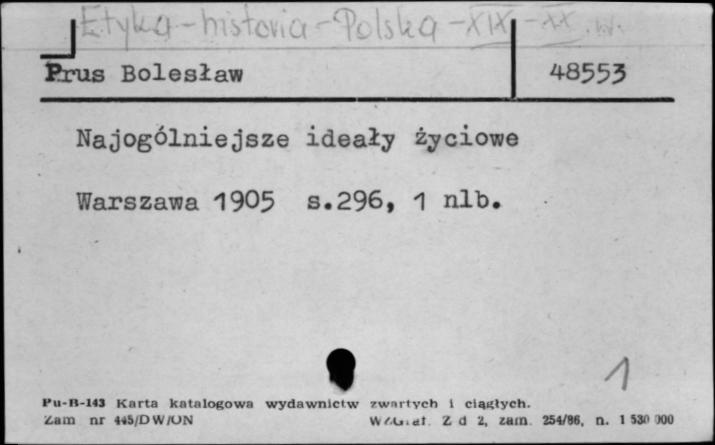 Etyka - historia - Polska - XIX - XX w.
Prus Bolesław 48553
Najogólniejsze ideały życiowe
Warszawa 1905 s.296, 1 nlb.
1
Pu-B-143 Karta katalogowa wydawnictw zwartych i ciągłych.
Zam nr 445/DW/UN Z d 2, zam. 254/86, n. 1 530 000